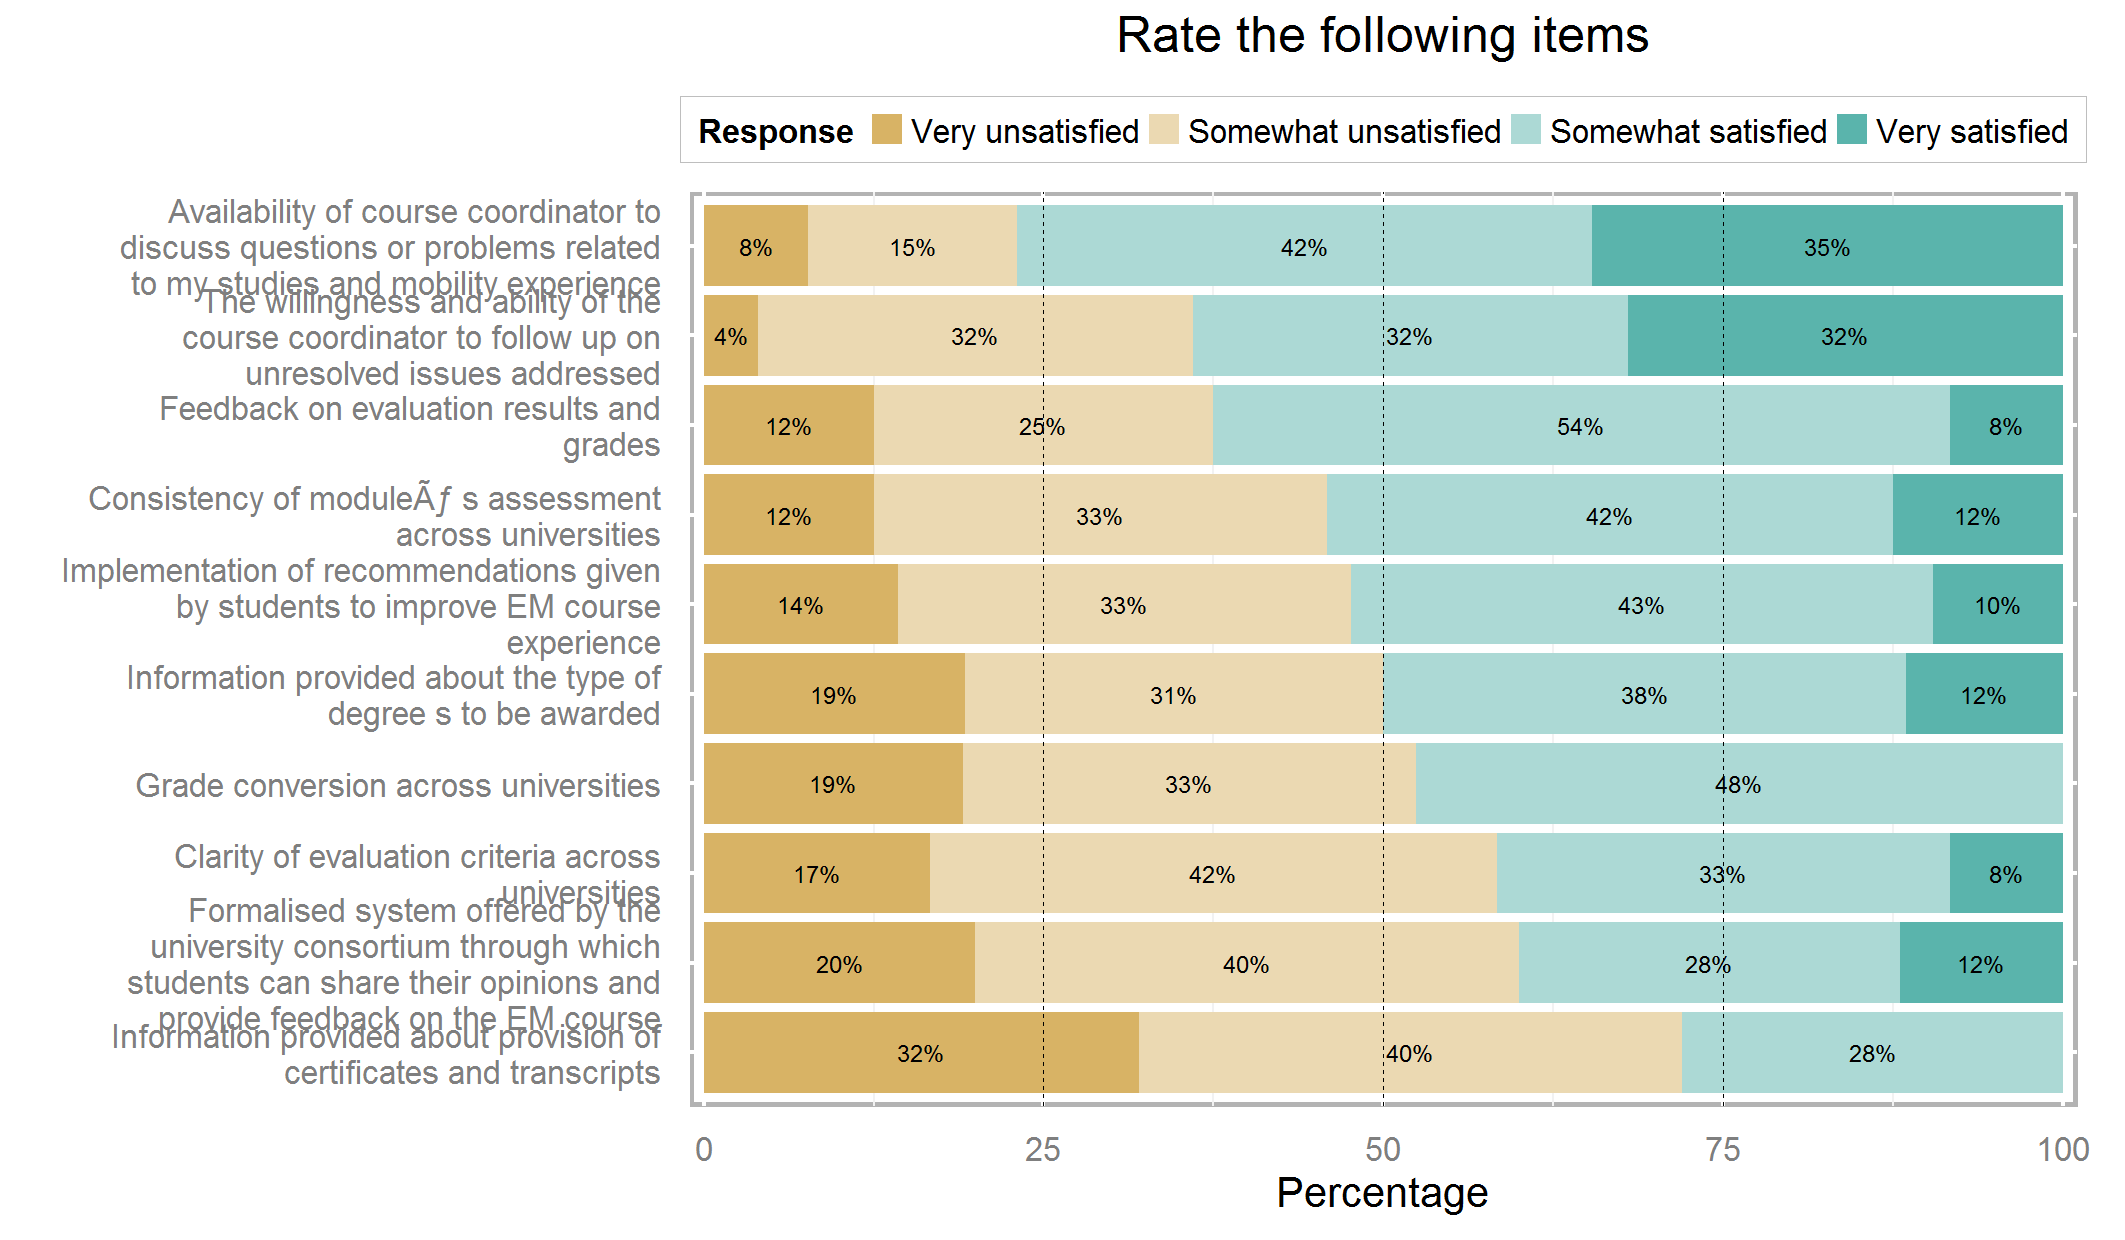 Rate the following items
Response Very unsatisfied Somewhat unsatisfied Somewhat satisfied Very satisfied
Availability of course coordinator to
discuss questions or problems related
to my studies and mobility experience
8% 15% 42% 35%
The willingness and ability of the
course coordinator to follow up on
unresolved issues addressed
4% 32% 32% 32%
Feedback on evaluation results and
grades
12% 25% 54% 8%
Consistency of moduleÃƒ s assessment
across universities
12% 33% 42% 12%
Implementation of recommendations given
by students to improve EM course
experience
14% 33% 43% 10%
Information provided about the type of
degree s to be awarded
19% 31% 38% 12%
Grade conversion across universities
19% 33% 48%
Clarity of evaluation criteria across
universities
17% 42% 33% 8%
Formalised system offered by the
university consortium through which
students can share their opinions and
provide feedback on the EM course
20% 40% 28% 12%
Information provided about provision of
certificates and transcripts
32% 40% 28%
0 25 50 75 100
Percentage